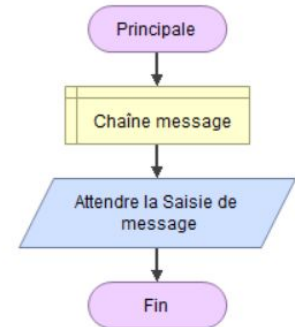 Principale
Chaîne message
Attendre la Saisie de
message
Fin